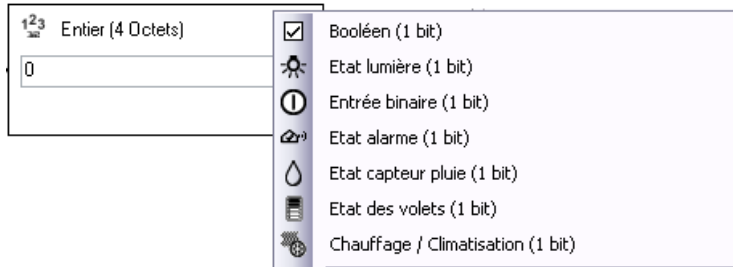 Entier (4 Octets)
0
Booléen (1 bit)
Etat lumière (1 bit)
Entrée binaire (1 bit)
Etat alarme (1 bit)
Etat capteur pluie (1 bit)
Etat des volets (1 bit)
Chauffage / Climatisation (1 bit)